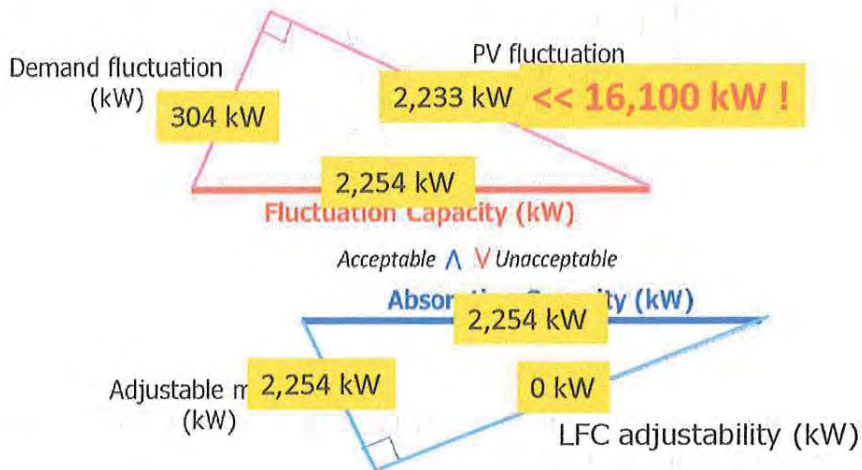 Demand fluctuation
(kW)
304 kW
PV fluctuation
2,233 kW << 16,100 kW !
2,254 kW
Fluctuation Capacity (kW)
Acceptable ∧ ∨ Unacceptable
(kW)
2,254 kW
Adjustable
2,254 kW
(kW)
0 kW
LFC adjustability (kW)